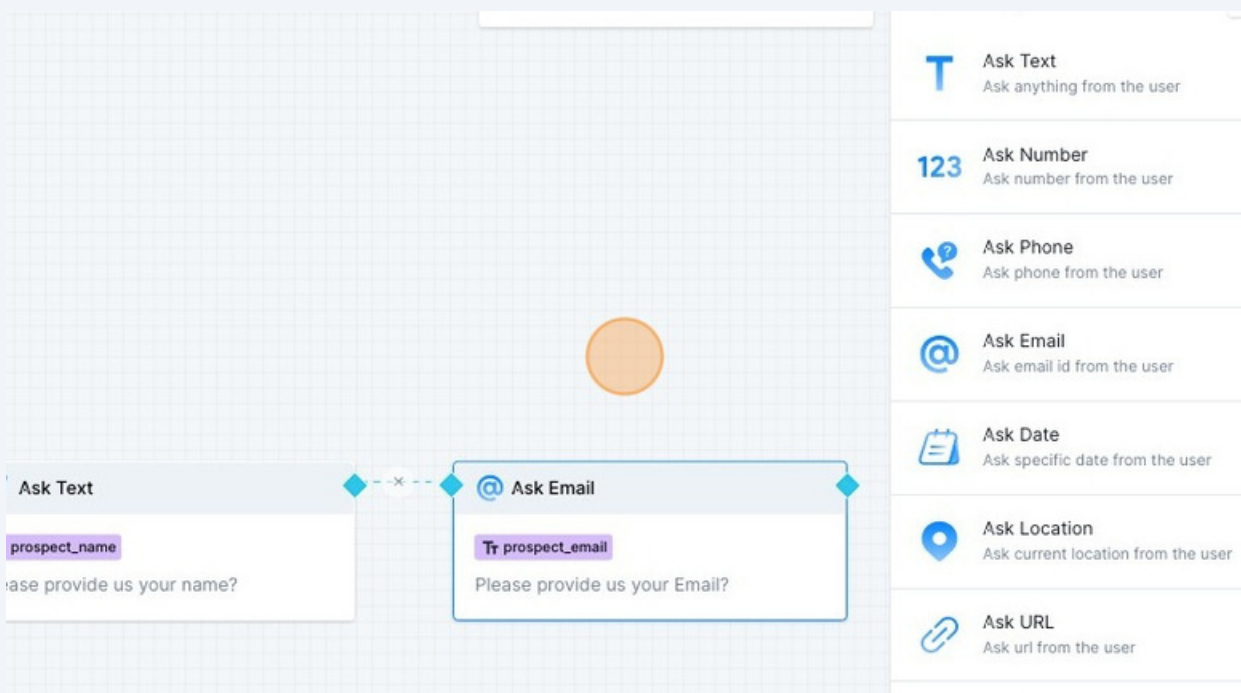 Ask Text
Ask anything from the user
123
Ask Number
Ask number from the user
Ask Phone
Ask phone from the user
Ask Email
Ask email id from the user
Ask Date
Ask specific date from the user
Ask Location
Ask current location from the user
Ask URL
Ask url from the user
Ask Text
prospect_name
ease provide us your name?
@ Ask Email
Tт prospect_email
Please provide us your Email?